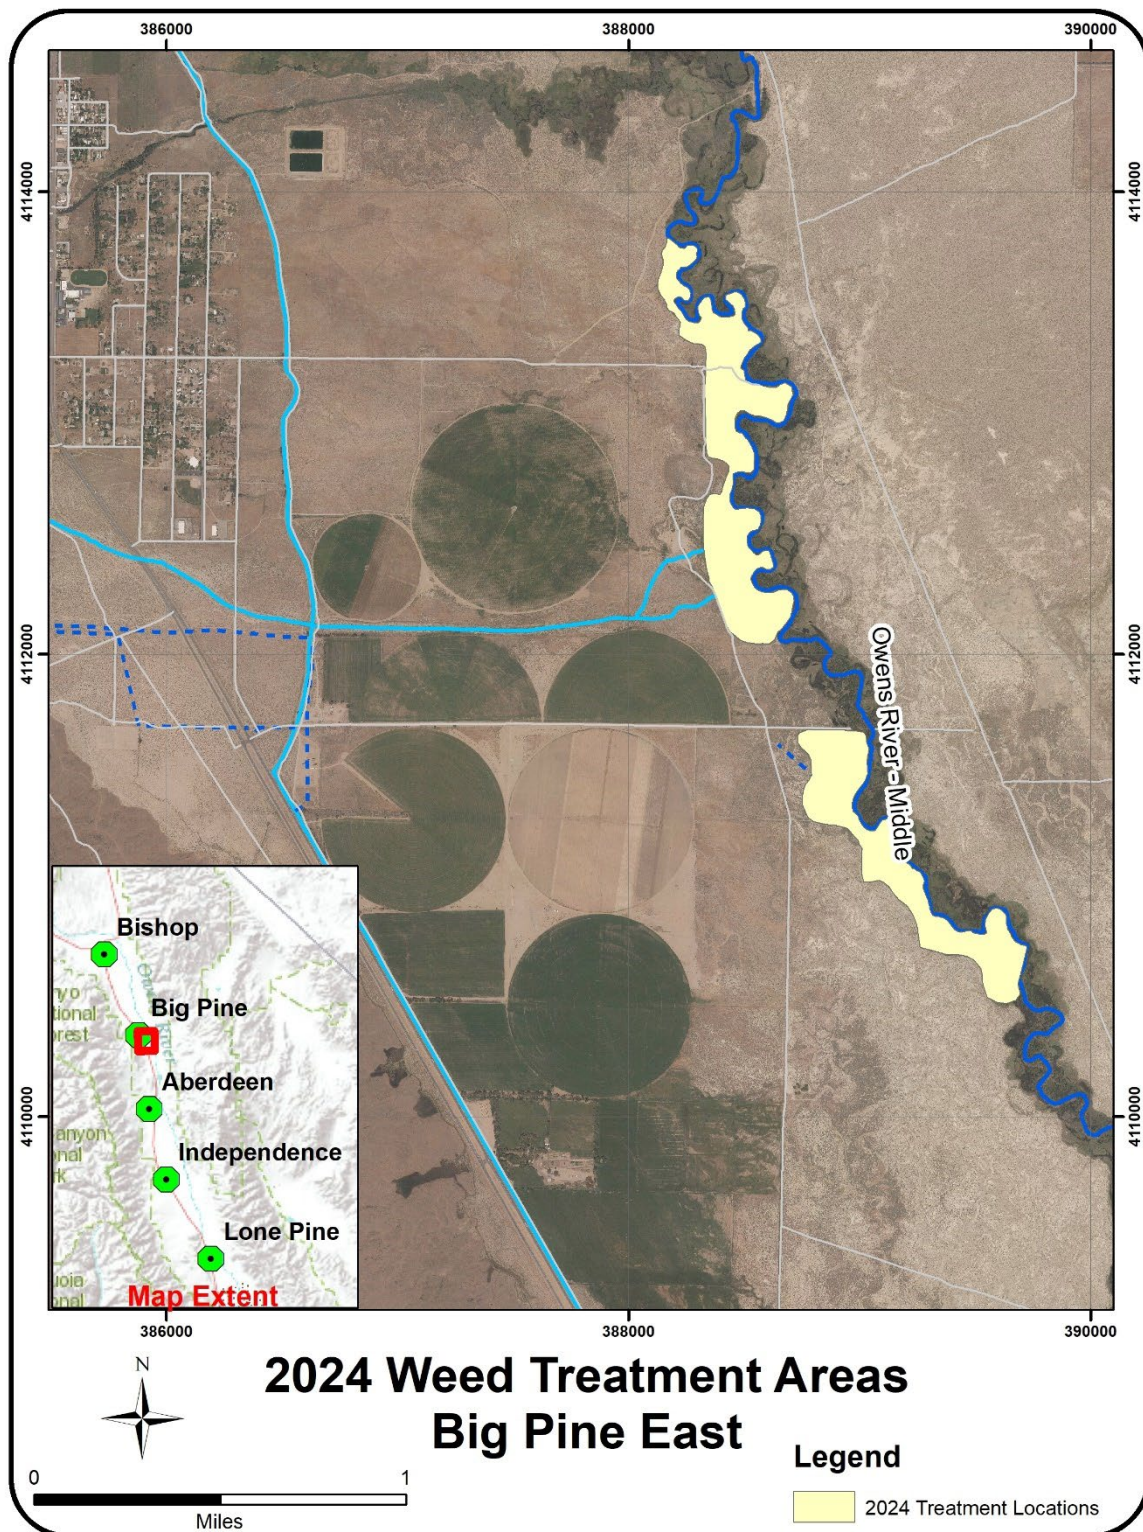 386000
388000
390000
4114000
4114000
4112000
4112000
Owens River - Middle
Bishop
Big Pine
Aberdeen
Independence
Lone Pine
Map Extent
4110000
4110000
386000
388000
390000
N
2024 Weed Treatment Areas
Big Pine East
Legend
2024 Treatment Locations
0
1
Miles